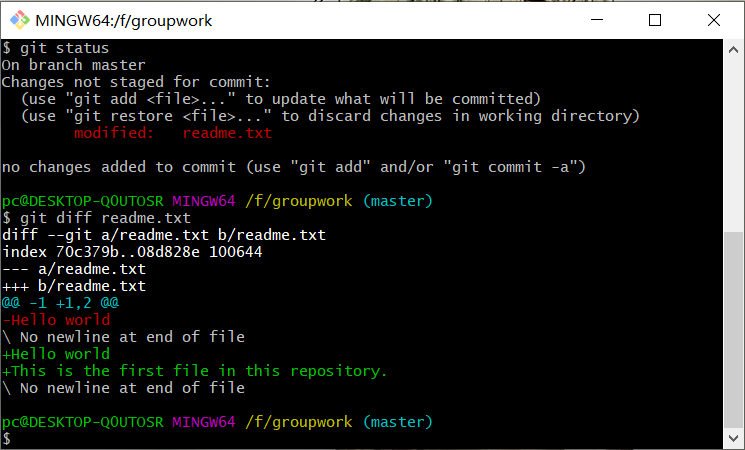 MINGW64:/f/groupwork
$ git status
On branch master
Changes not staged for commit:
  (use "git add <file>..." to update what will be committed)
  (use "git restore <file>..." to discard changes in working directory)
        modified:   readme.txt

no changes added to commit (use "git add" and/or "git commit -a")

pc@DESKTOP-QOUTOSR MINGW64 /f/groupwork (master)
$ git diff readme.txt
diff --git a/readme.txt b/readme.txt
index 70c379b..08d828e 100644
--- a/readme.txt
+++ b/readme.txt
@@ -1 +1,2 @@
-Hello world
\ No newline at end of file
+Hello world
+This is the first file in this repository.
\ No newline at end of file

pc@DESKTOP-QOUTOSR MINGW64 /f/groupwork (master)
$